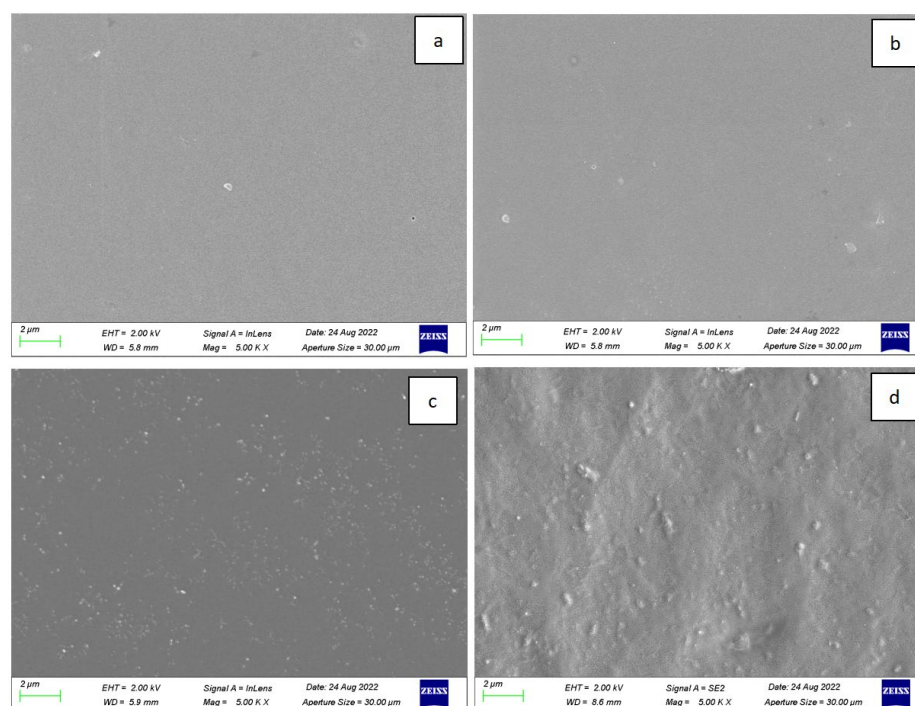 a
2 µm
EHT = 2.00 kV
Signal A = InLens
Date: 24 Aug 2022
ZEISS
WD = 5.8 mm
Mag = 5.00 K X
Aperture Size = 30.00 µm
b
2 µm
EHT = 2.00 kV
Signal A = InLens
Date: 24 Aug 2022
ZEISS
WD = 5.8 mm
Mag = 5.00 K X
Aperture Size = 30.00 µm
c
2 µm
EHT = 2.00 kV
Signal A = InLens
Date: 24 Aug 2022
ZEISS
WD = 5.9 mm
Mag = 5.00 K X
Aperture Size = 30.00 µm
d
2 µm
EHT = 2.00 kV
Signal A = SE2
Date: 24 Aug 2022
ZEISS
WD = 8.6 mm
Mag = 5.00 K X
Aperture Size = 30.00 µm